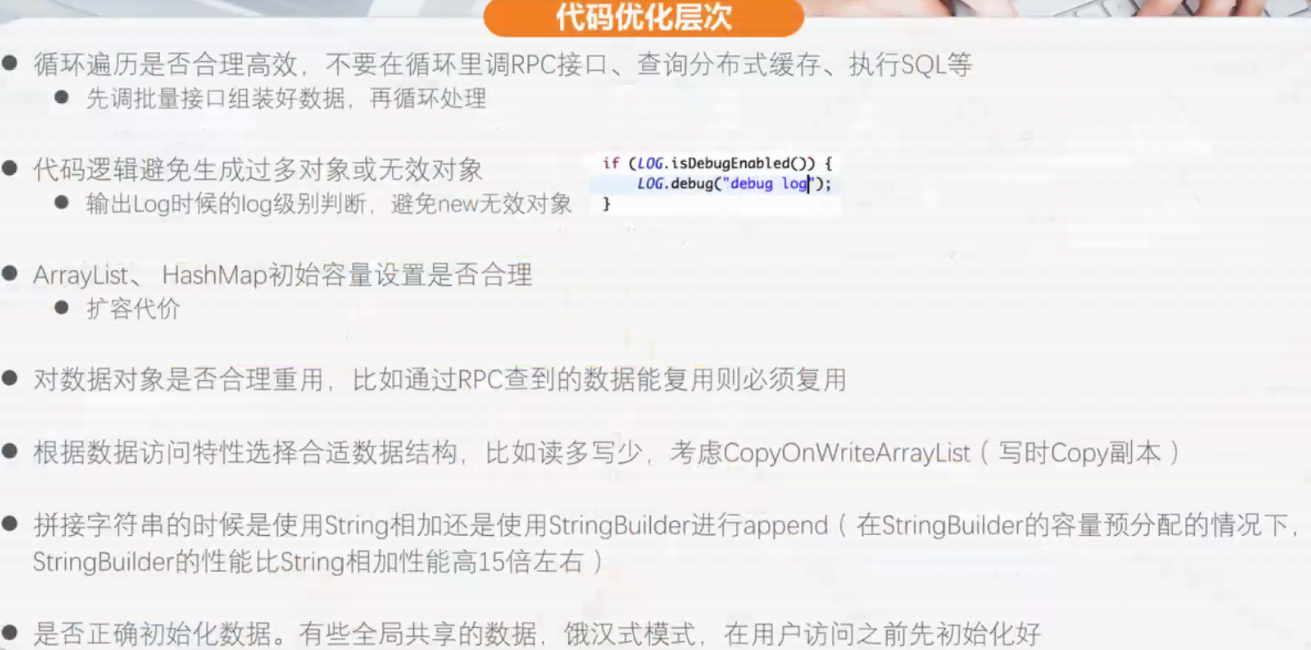 代码优化层次
循环遍历是否合理高效，不要在循环里调RPC接口、查询分布式缓存、执行SQL等
先调批量接口组装好数据，再循环处理
代码逻辑避免生成过多对象或无效对象
输出Log时候的log级别判断，避免new无效对象
if (LOG.isDebugEnabled()) {
LOG.debug("debug log");
}
ArrayList、 HashMap初始容量设置是否合理
扩容代价
对数据对象是否合理重用，比如通过RPC查到的数据能复用则必须复用
根据数据访问特性选择合适数据结构，比如读多写少，考虑CopyOnWriteArrayList（写时Copy副本）
拼接字符串的时候是使用String相加还是使用StringBuilder进行append（在StringBuilder的容量预分配的情况下，
StringBuilder的性能比String相加性能高15倍左右）
是否正确初始化数据。有些全局共享的数据，饿汉式模式，在用户访问之前先初始化好